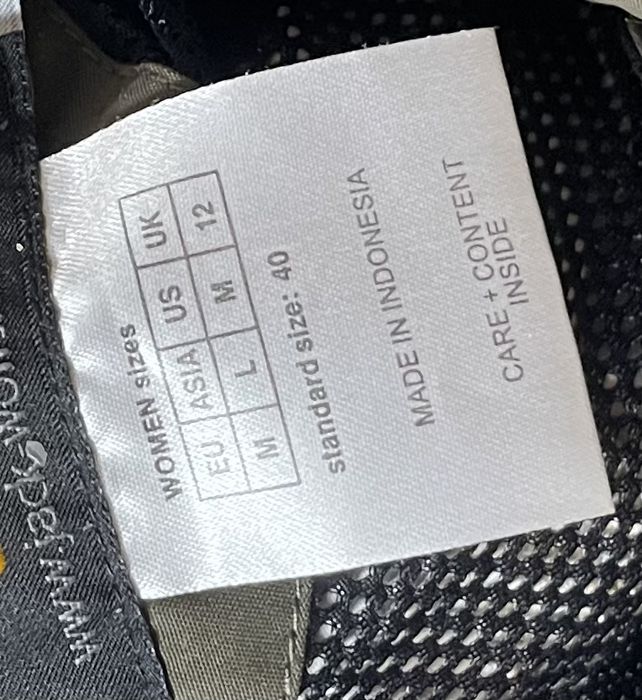 WOMEN sizes
EU ASIA US UK
M L M 12
standard size: 40
MADE IN INDONESIA
CARE + CONTENT
INSIDE